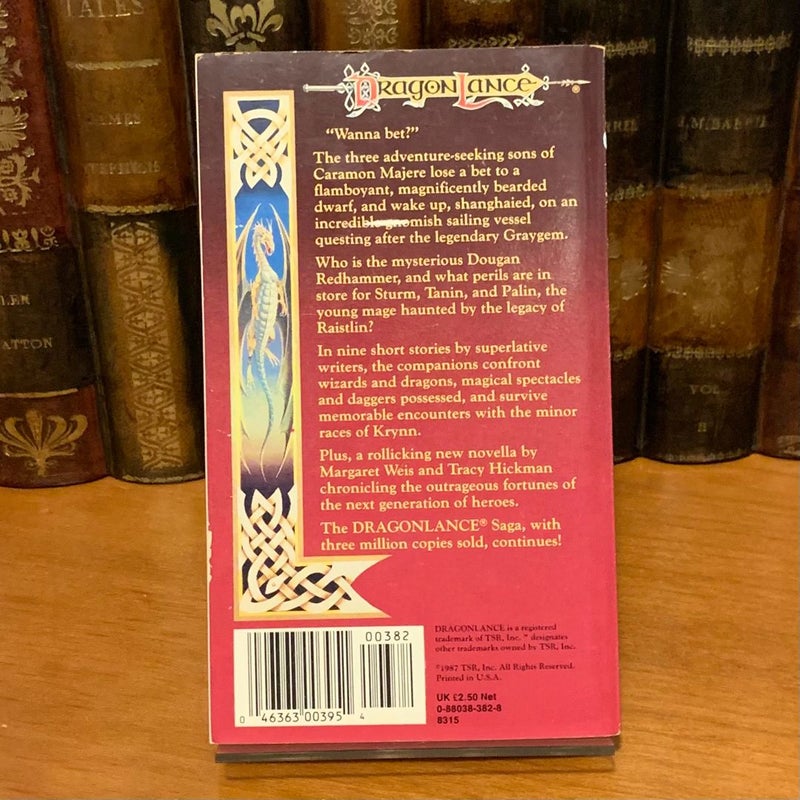 TALES
JAMES
STEPHENS
J.M. BARRIE
LER
ATTON
VOL.
II
DRAGONLANCE®
"Wanna bet?"
The three adventure-seeking sons of
Caramon Majere lose a bet to a
flamboyant, magnificently bearded
dwarf, and wake up, shanghaied, on an
incredible gnomish sailing vessel
questing after the legendary Graygem.
Who is the mysterious Dougan
Redhammer, and what perils are in
store for Sturm, Tanin, and Palin, the
young mage haunted by the legacy of
Raistlin?
In nine short stories by superlative
writers, the companions confront
wizards and dragons, magical spectacles
and daggers possessed, and survive
memorable encounters with the minor
races of Krynn.
Plus, a rollicking new novella by
Margaret Weis and Tracy Hickman
chronicling the outrageous fortunes of
the next generation of heroes.
The DRAGONLANCE® Saga, with
three million copies sold, continues!
00382
0 46363 00395 4
DRAGONLANCE is a registered
trademark of TSR, Inc. ™ designates
other trademarks owned by TSR, Inc.
©1987 TSR, Inc. All Rights Reserved.
Printed in U.S.A.
UK £2.50 Net
0-88038-382-8
8315